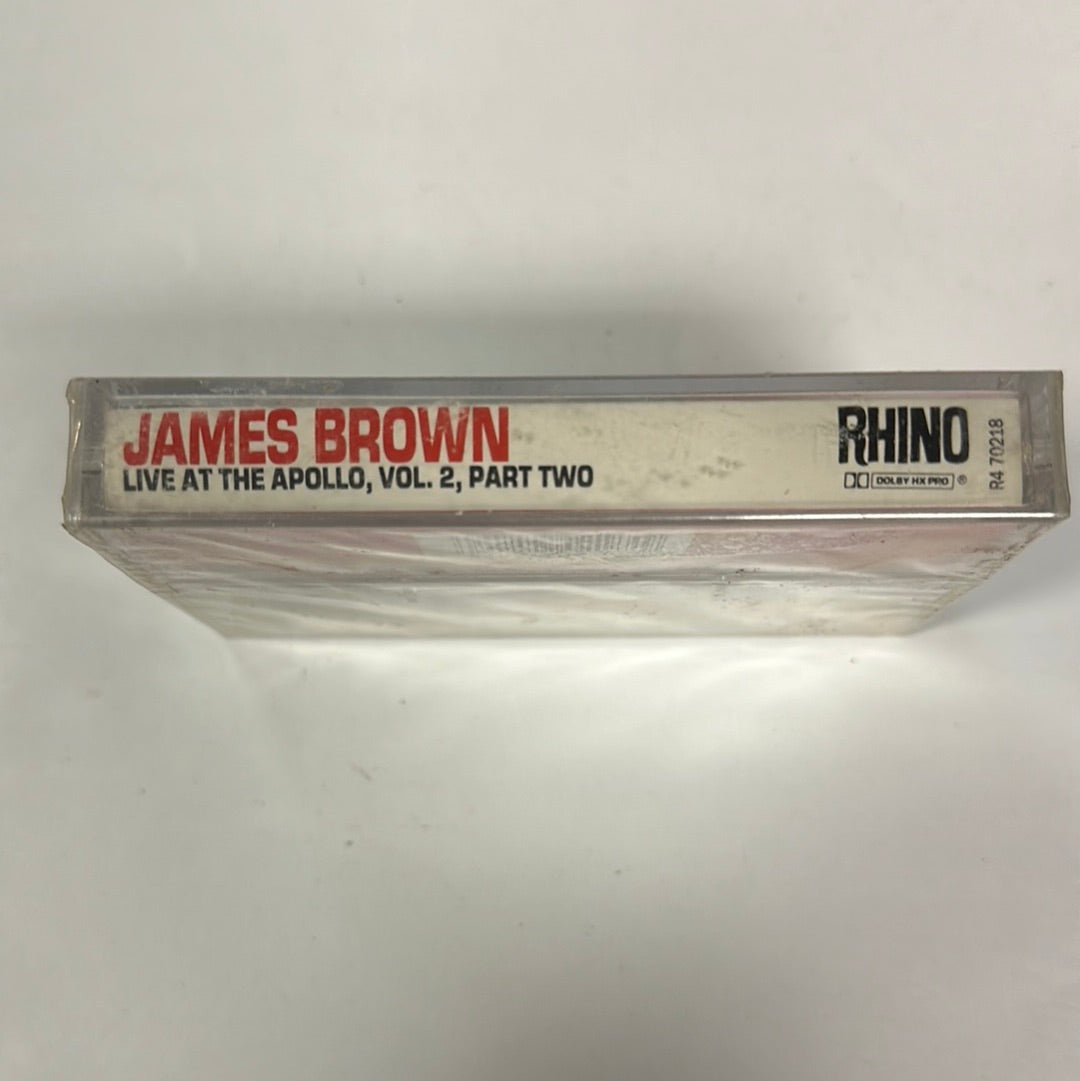 JAMES BROWN
LIVE AT THE APOLLO, VOL. 2, PART TWO
RHINO
DOLBY HX PRO ®
R4 70218